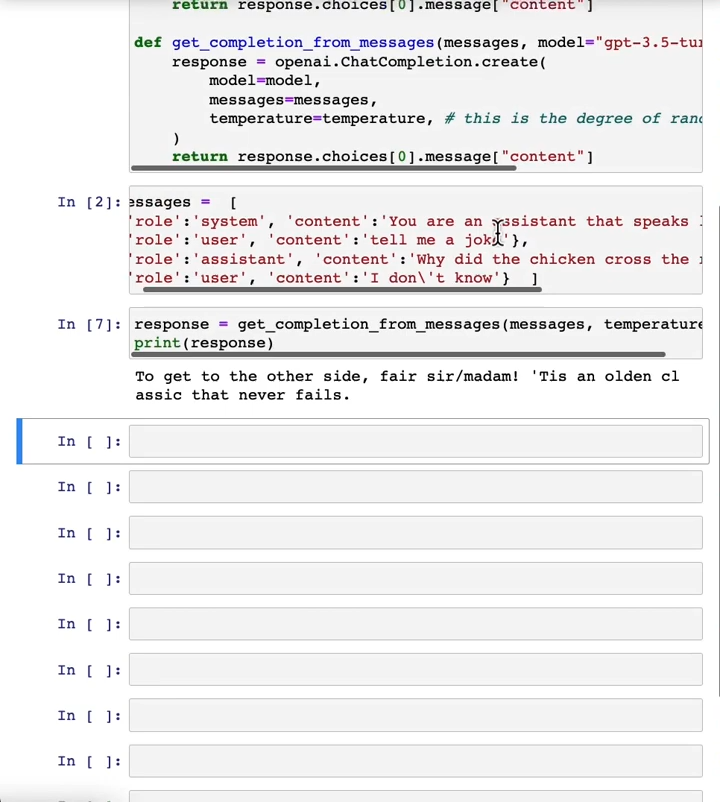 return response.choices[0].message["content"]
def get_completion_from_messages(messages, model="gpt-3.5-tur
response = openai.ChatCompletion.create(
model=model,
messages=messages,
temperature=temperature, # this is the degree of rand
)
return response.choices[0].message["content"]
In [2]: essages = [
'role':'system', 'content':'You are an assistant that speaks
'role':'user', 'content':'tell me a joke'},
'role':'assistant', 'content':'Why did the chicken cross the
'role':'user', 'content':'I don\'t know'} ]
In [7]: response = get_completion_from_messages(messages, temperature
print(response)
To get to the other side, fair sir/madam! 'Tis an olden cl
assic that never fails.
In [ ]:
In [ ]:
In [ ]:
In [ ]:
In [ ]:
In [ ]:
In [ ]:
In [ ]: